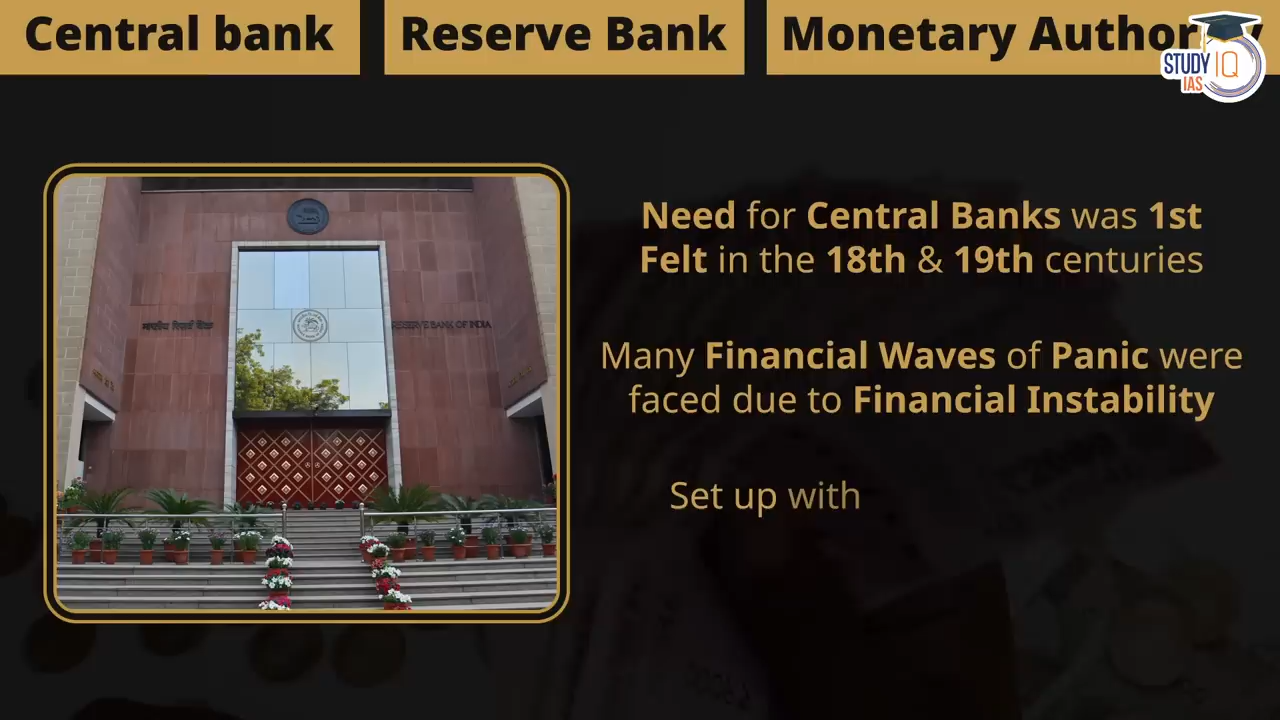 Central bank
Reserve Bank
Monetary Author
STUDY IQ
IAS
भारतीय रिज़र्व बैंक
RESERVE BANK OF INDIA
Need for Central Banks was 1st
Felt in the 18th & 19th centuries
Many Financial Waves of Panic were
faced due to Financial Instability
Set up with